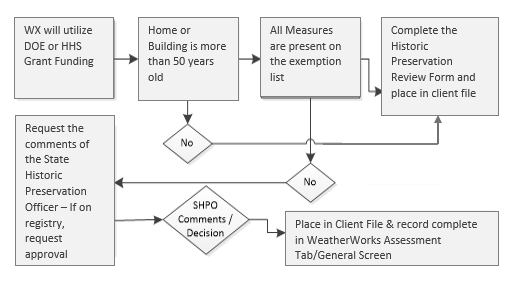 WX will utilize
DOE or HHS
Grant Funding
Home or
Building is more
than 50 years
old
All Measures
are present on
the exemption
list
Complete the
Historic
Preservation
Review Form and
place in client file
No
Request the
comments of
the State
Historic
Preservation
Officer – If on
registry,
request
approval
No
SHPO
Comments /
Decision
Place in Client File & record complete
in WeatherWorks Assessment
Tab/General Screen